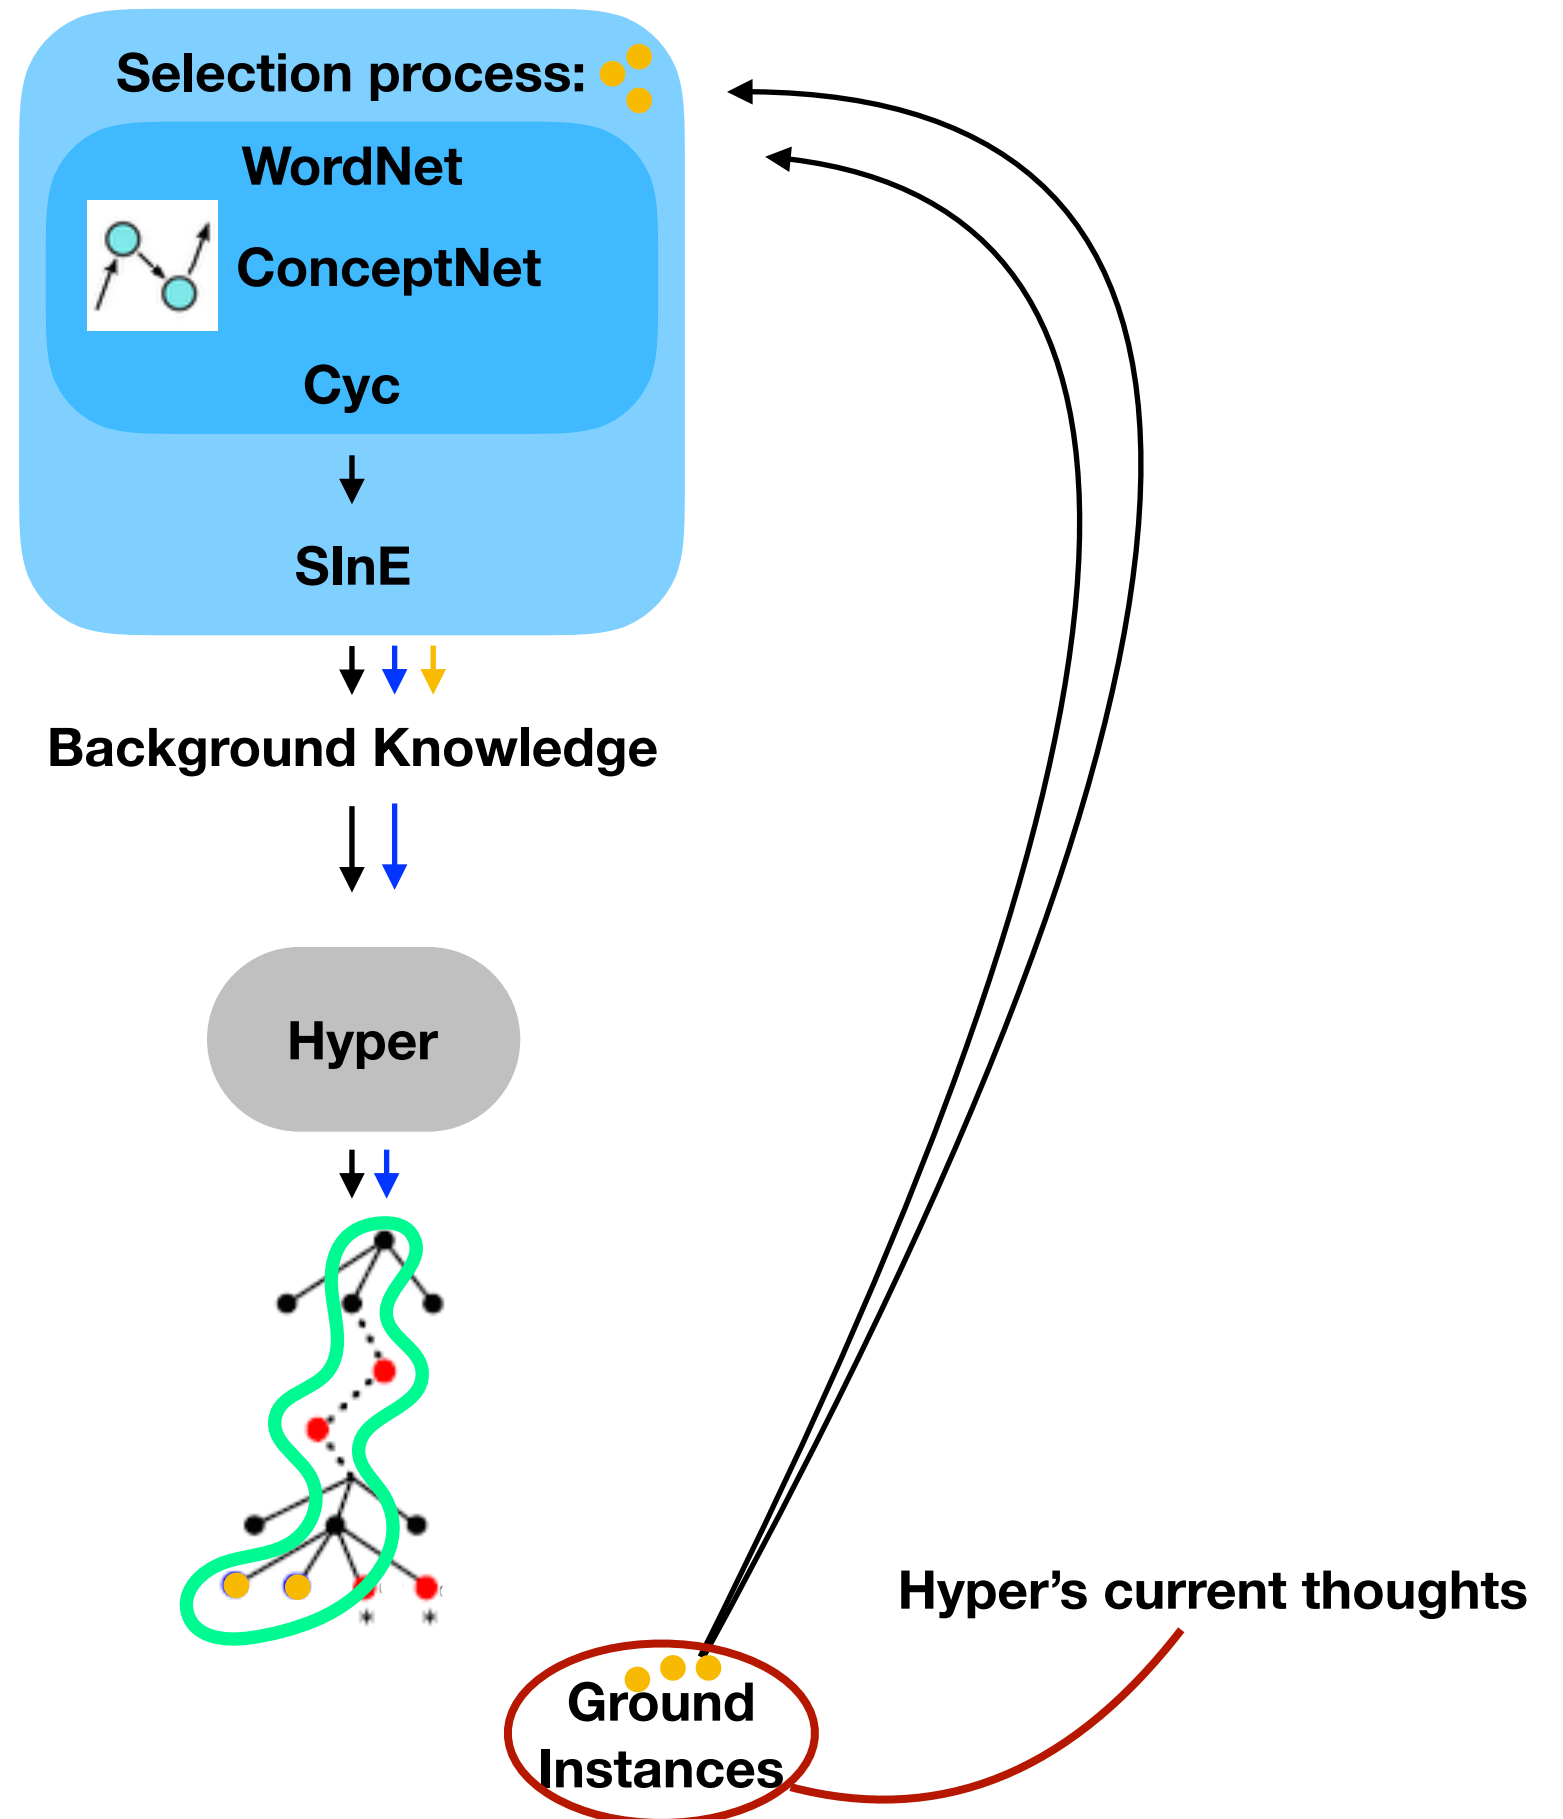 Selection process:
WordNet
ConceptNet
Cyc
SInE
Background Knowledge
Hyper
Hyper’s current thoughts
Ground
Instances